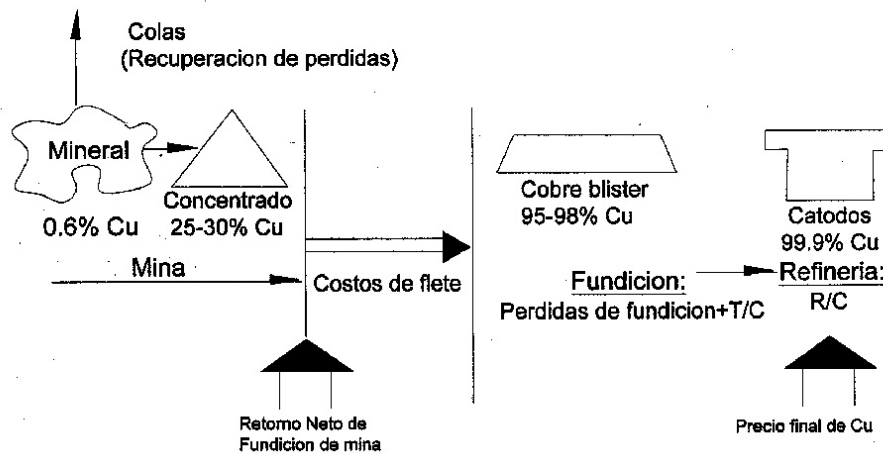 Colas
(Recuperacion de perdidas)
Mineral
Concentrado
0.6% Cu
25-30% Cu
Mina
Costos de flete
Cobre blister
95-98% Cu
Catodos
99.9% Cu
Fundicion:
Refineria:
Perdidas de fundicion+T/C
R/C
Retorno Neto de
Fundicion de mina
Precio final de Cu